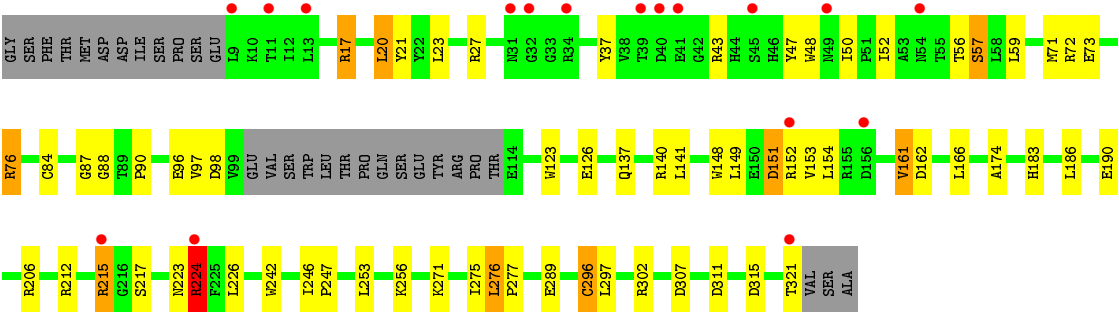 GLY SER PHE THR MET ASP ASP ILE SER PRO SER GLU L9 K10 T11 I12 L13 R17 L20 Y21 Y22 L23 R27 N31 G32 G33 R34 Y37 V38 T39 D40 E41 G42 R43 H44 S45 H46 Y47 W48 N49 I50 P51 I52 A53 N54 T55 T56 S57 L58 L59 M71 R72 E73
R76 C84 G87 G88 T89 P90 E96 V97 D98 V99 GLU VAL SER TRP LEU THR PRO GLN SER GLU TYR ARG PRO THR E114 W123 E126 Q137 R140 L141 W148 L149 E150 D151 R152 V153 L154 R155 D156 V161 D162 L166 A174 H183 L186 E190
R206 R212 R215 G216 S217 N223 R224 F225 L226 W242 I246 P247 L253 K256 K271 I275 L276 P277 E289 C296 L297 R302 D307 D311 D315 T321 VAL SER ALA